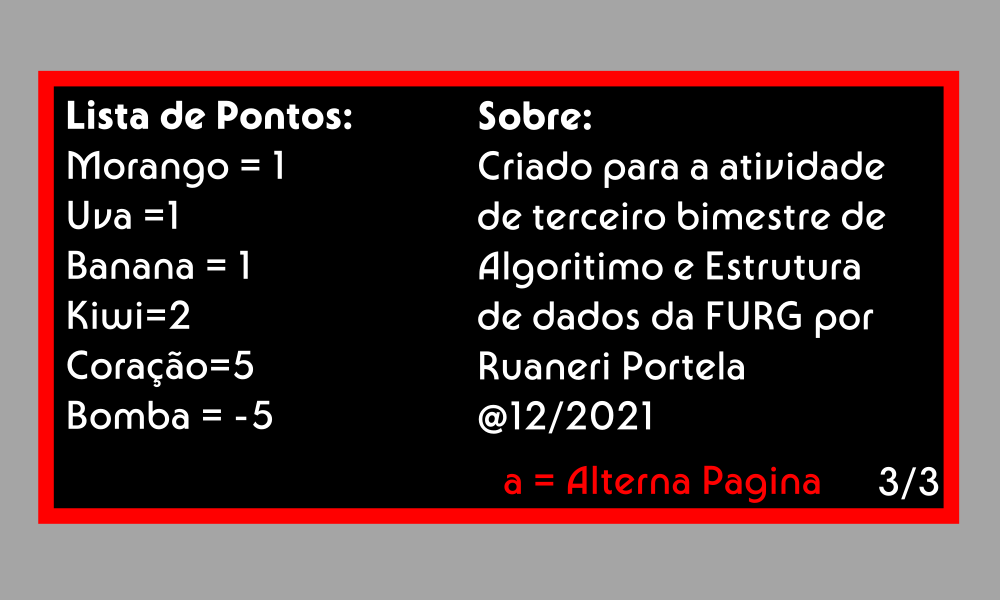 Lista de Pontos:
Morango = 1
Uva =1
Banana = 1
Kiwi=2
Coração=5
Bomba = -5
Sobre:
Criado para a atividade
de terceiro bimestre de
Algoritimo e Estrutura
de dados da FURG por
Ruaneri Portela
@12/2021
a = Alterna Pagina
3/3